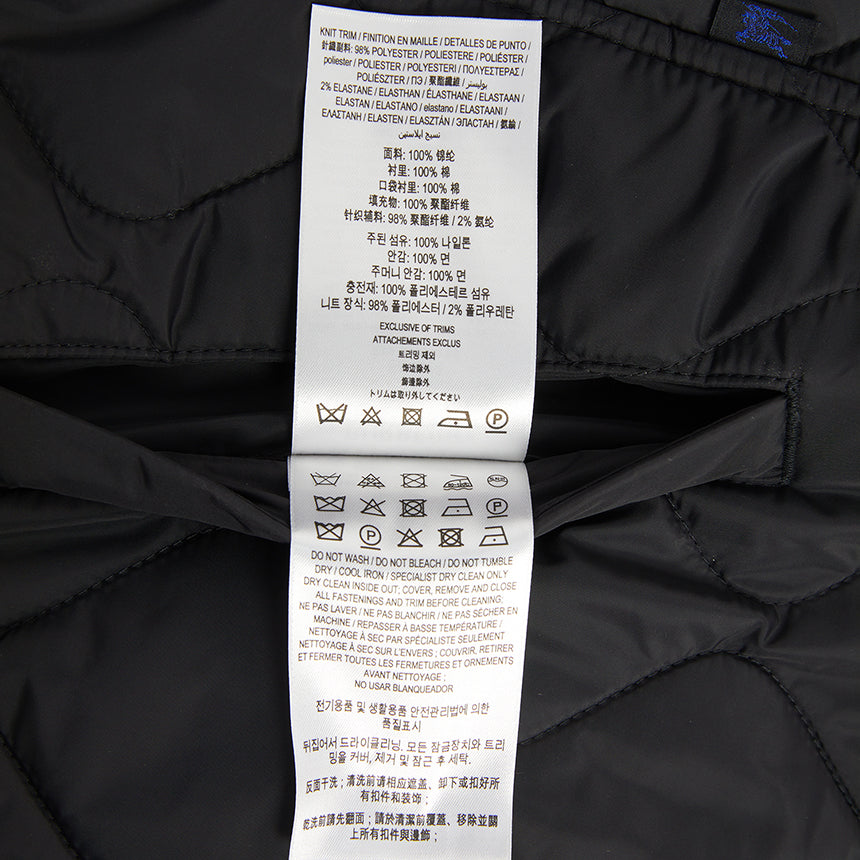 KNIT TRIM / FINITION EN MAILLE / DETALLES DE PUNTO /
針織副料: 98% POLYESTER / POLIESTERE / POLIÉSTER /
poliester / POLIESTER / POLYESTERI / ΠΟΛΥΕΣΤΕΡΑΣ /
POLIÉSZTER / ПЭ / 聚酯纖維 / بوليستر
2% ELASTANE / ELASTHAN / ÉLASTHANE / ELASTAAN /
ELASTAN / ELASTANO / elastano / ELASTAANI /
ΕΛΑΣΤΑΝΗ / ELASTEN / ELASZTÁN / ЭПАСТАН / 氨綸 /
نسيج ايلاستين
面料: 100% 锦纶
衬里: 100% 棉
口袋衬里: 100% 棉
填充物: 100% 聚酯纤维
针织辅料: 98% 聚酯纤维 / 2% 氨纶
주된 섬유: 100% 나일론
안감: 100% 면
주머니 안감: 100% 면
충전재: 100% 폴리에스테르 섬유
니트 장식: 98% 폴리에스터 / 2% 폴리우레탄
EXCLUSIVE OF TRIMS
ATTACHEMENTS EXCLUS
트리밍 제외
饰边除外
飾邊除外
トリムは取り外してください
P
DO NOT WASH / DO NOT BLEACH / DO NOT TUMBLE
DRY / COOL IRON / SPECIALIST DRY CLEAN ONLY
DRY CLEAN INSIDE OUT; COVER, REMOVE AND CLOSE
ALL FASTENINGS AND TRIM BEFORE CLEANING;
NE PAS LAVER / NE PAS BLANCHIR / NE PAS SÉCHER EN
MACHINE / REPASSER À BASSE TEMPÉRATURE /
NETTOYAGE À SEC PAR SPÉCIALISTE SEULEMENT
NETTOYAGE À SEC SUR L'ENVERS ; COUVRIR, RETIRER
ET FERMER TOUTES LES FERMETURES ET ORNEMENTS
AVANT NETTOYAGE ;
NO USAR BLANQUEADOR
전기용품 및 생활용품 안전관리법에 의한
품질표시
뒤집어서 드라이클리닝. 모든 잠금장치와 트리
밍을 커버, 제거 및 잠근 후 세탁.
反面干洗；清洗前请相应遮盖、卸下或扣好所
有扣件和装饰；
乾洗前請先翻面；請於清潔前覆蓋、移除並關
上所有扣件與邊飾；